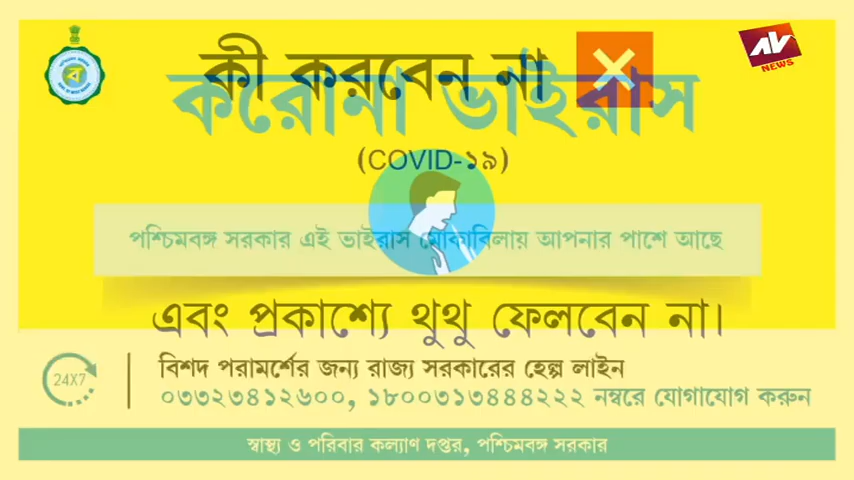 AV
NEWS
কী করবেন না
করোনা ভাইরাস
(COVID-১৯)
পশ্চিমবঙ্গ সরকার এই ভাইরাস মোকাবিলায় আপনার পাশে আছে
এবং প্রকাশ্যে থুথু ফেলবেন না।
24X7
বিশদ পরামর্শের জন্য রাজ্য সরকারের হেল্প লাইন
০৩৩২৩৪১২৬০০, ১৮০০৩১৩৪৪৪২২২ নম্বরে যোগাযোগ করুন
স্বাস্থ্য ও পরিবার কল্যাণ দপ্তর, পশ্চিমবঙ্গ সরকার